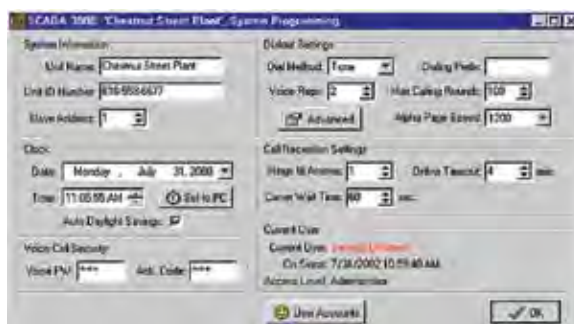 SCADA 3000: 'Chestnut Street Plant', System Programming
System Information
Unit Name: Chestnut Street Plant
Unit ID Number:
Slave Address: 1
Clock
Date: Monday , July 31, 2000
Time: 11:05:55 AM
Set to PC
Auto Daylight Savings:
Voice Call Security
Voice PW: ***
Ack. Code: ***
Dialout Settings
Dial Method: Tone
Dialing Prefix:
Voice Reps: 2
Max Calling Rounds: 100
Advanced
Alpha Page Speed: 1200
Call Reception Settings
Rings til Answer: 1
Online Timeout: 4 min.
Carrier Wait Time: 60 sec.
Current User
Current User:
On Since: 7/31/2002 10:59:40 AM
Access Level: Administrator
User Accounts
OK